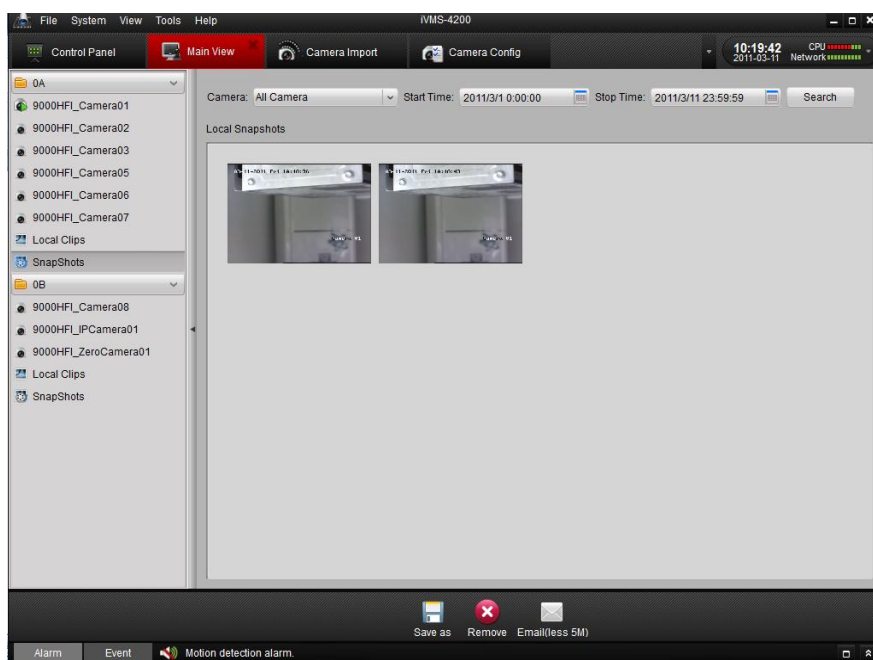 File System View Tools Help iVMS-4200
Control Panel Main View Camera Import Camera Config 10:19:42 CPU
2011-03-11 Network
0A
9000HFI_Camera01
9000HFI_Camera02
9000HFI_Camera03
9000HFI_Camera05
9000HFI_Camera06
9000HFI_Camera07
Local Clips
SnapShots
0B
9000HFI_Camera08
9000HFI_IPCamera01
9000HFI_ZeroCamera01
Local Clips
SnapShots
Camera: All Camera Start Time: 2011/3/1 0:00:00 Stop Time: 2011/3/11 23:59:59 Search
Local Snapshots
Save as Remove Email(less 5M)
Alarm Event Motion detection alarm.